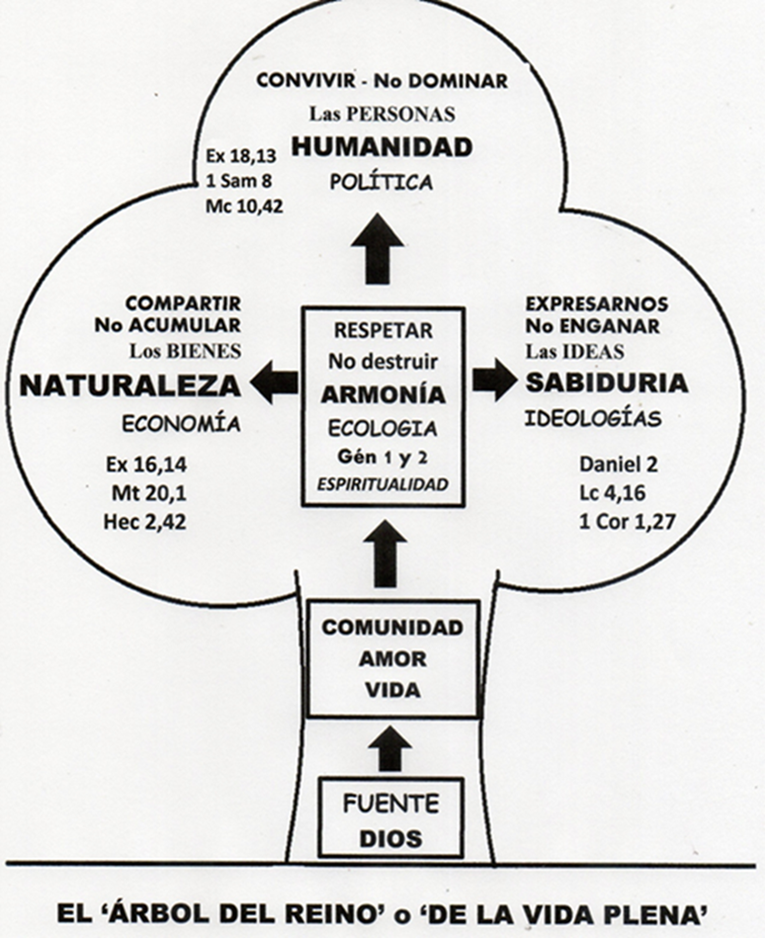 CONVIVIR - No DOMINAR
Las PERSONAS
HUMANIDAD
POLÍTICA
Ex 18,13
1 Sam 8
Mc 10,42
COMPARTIR
No ACUMULAR
Los BIENES
NATURALEZA
ECONOMÍA
Ex 16,14
Mt 20,1
Hec 2,42
RESPETAR
No destruir
ARMONÍA
ECOLOGIA
Gén 1 y 2
ESPIRITUALIDAD
EXPRESARNOS
No ENGANAR
Las IDEAS
SABIDURIA
IDEOLOGÍAS
Daniel 2
Lc 4,16
1 Cor 1,27
COMUNIDAD
AMOR
VIDA
FUENTE
DIOS
EL ‘ÁRBOL DEL REINO’ o ‘DE LA VIDA PLENA’